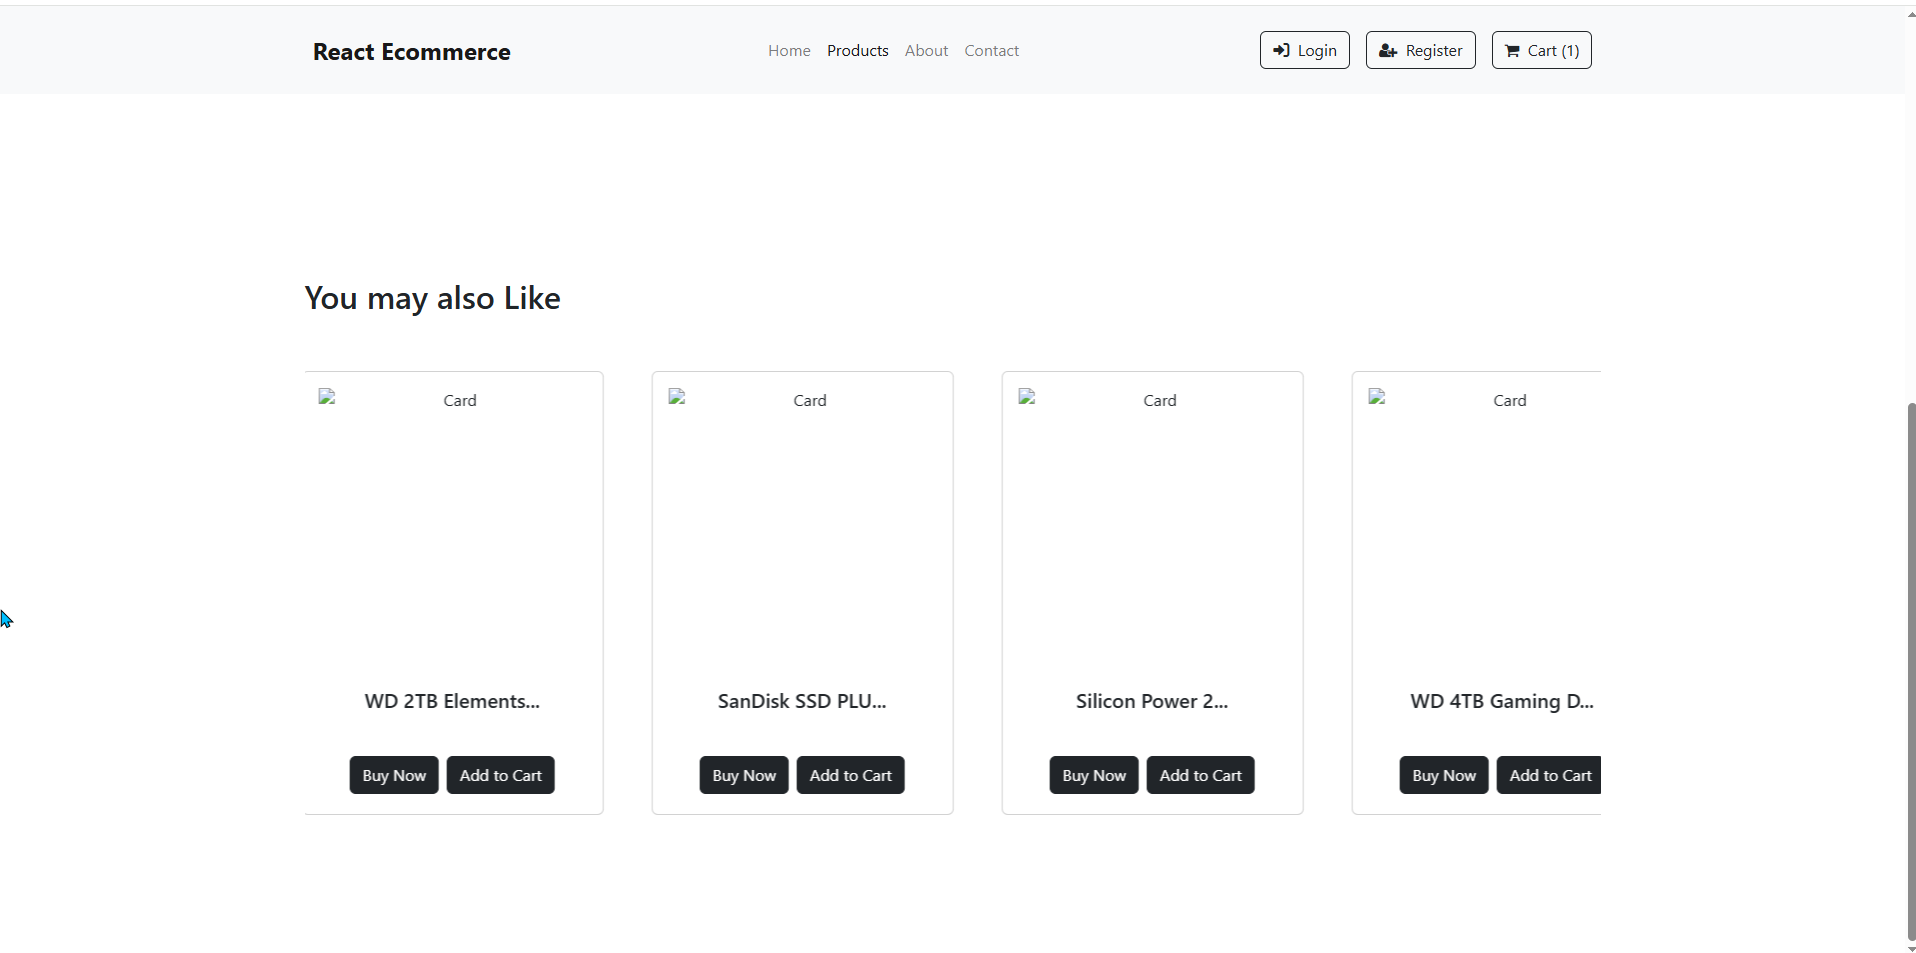 React Ecommerce Home Products About Contact Login Register Cart (1)
You may also Like
Card Card Card Card
WD 2TB Elements... SanDisk SSD PLU... Silicon Power 2... WD 4TB Gaming D...
Buy Now Add to Cart Buy Now Add to Cart Buy Now Add to Cart Buy Now Add to Cart